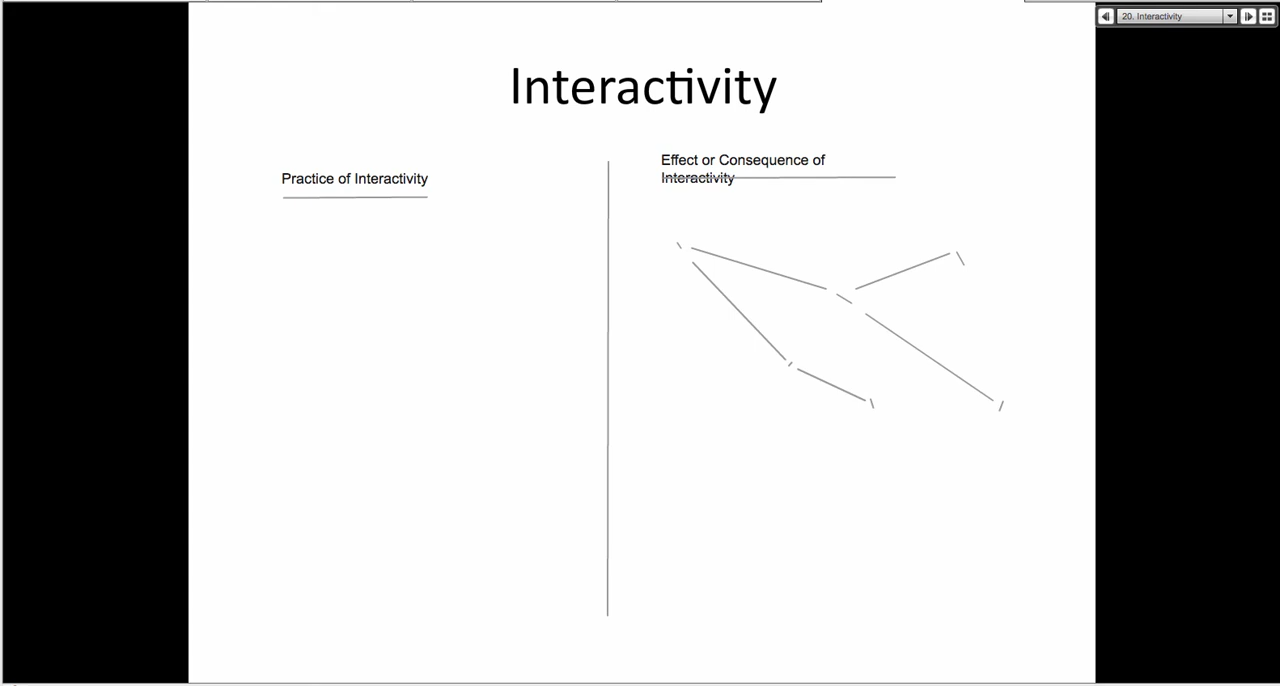 20. Interactivity
Interactivity
Practice of Interactivity
Effect or Consequence of
Interactivity